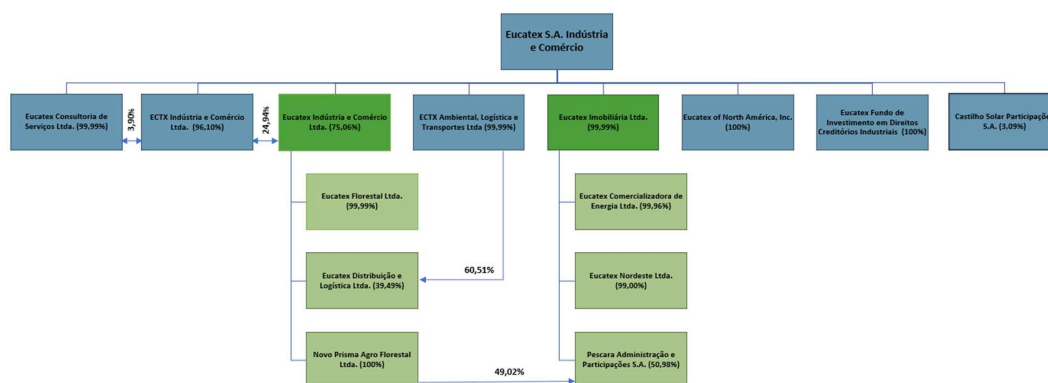 Eucatex S.A. Indústria
e Comércio
Eucatex Consultoria de
Serviços Ltda. (99,99%)
3,90%
ECTX Indústria e Comércio
Ltda. (96,10%)
24,94%
Eucatex Indústria e Comércio
Ltda. (75,06%)
ECTX Ambiental, Logística e
Transportes Ltda (99,99%)
Eucatex Imobiliária Ltda.
(99,99%)
Eucatex of North América, Inc.
(100%)
Eucatex Fundo de
Investimento em Direitos
Creditórios Industriais (100%)
Castilho Solar Participações
S.A. (3,09%)
Eucatex Florestal Ltda.
(99,99%)
Eucatex Comercializadora de
Energia Ltda. (99,96%)
Eucatex Distribuição e
Logística Ltda. (39,49%)
60,51%
Eucatex Nordeste Ltda.
(99,00%)
Novo Prisma Agro Florestal
Ltda. (100%)
49,02%
Pescara Administração e
Participações S.A. (50,98%)